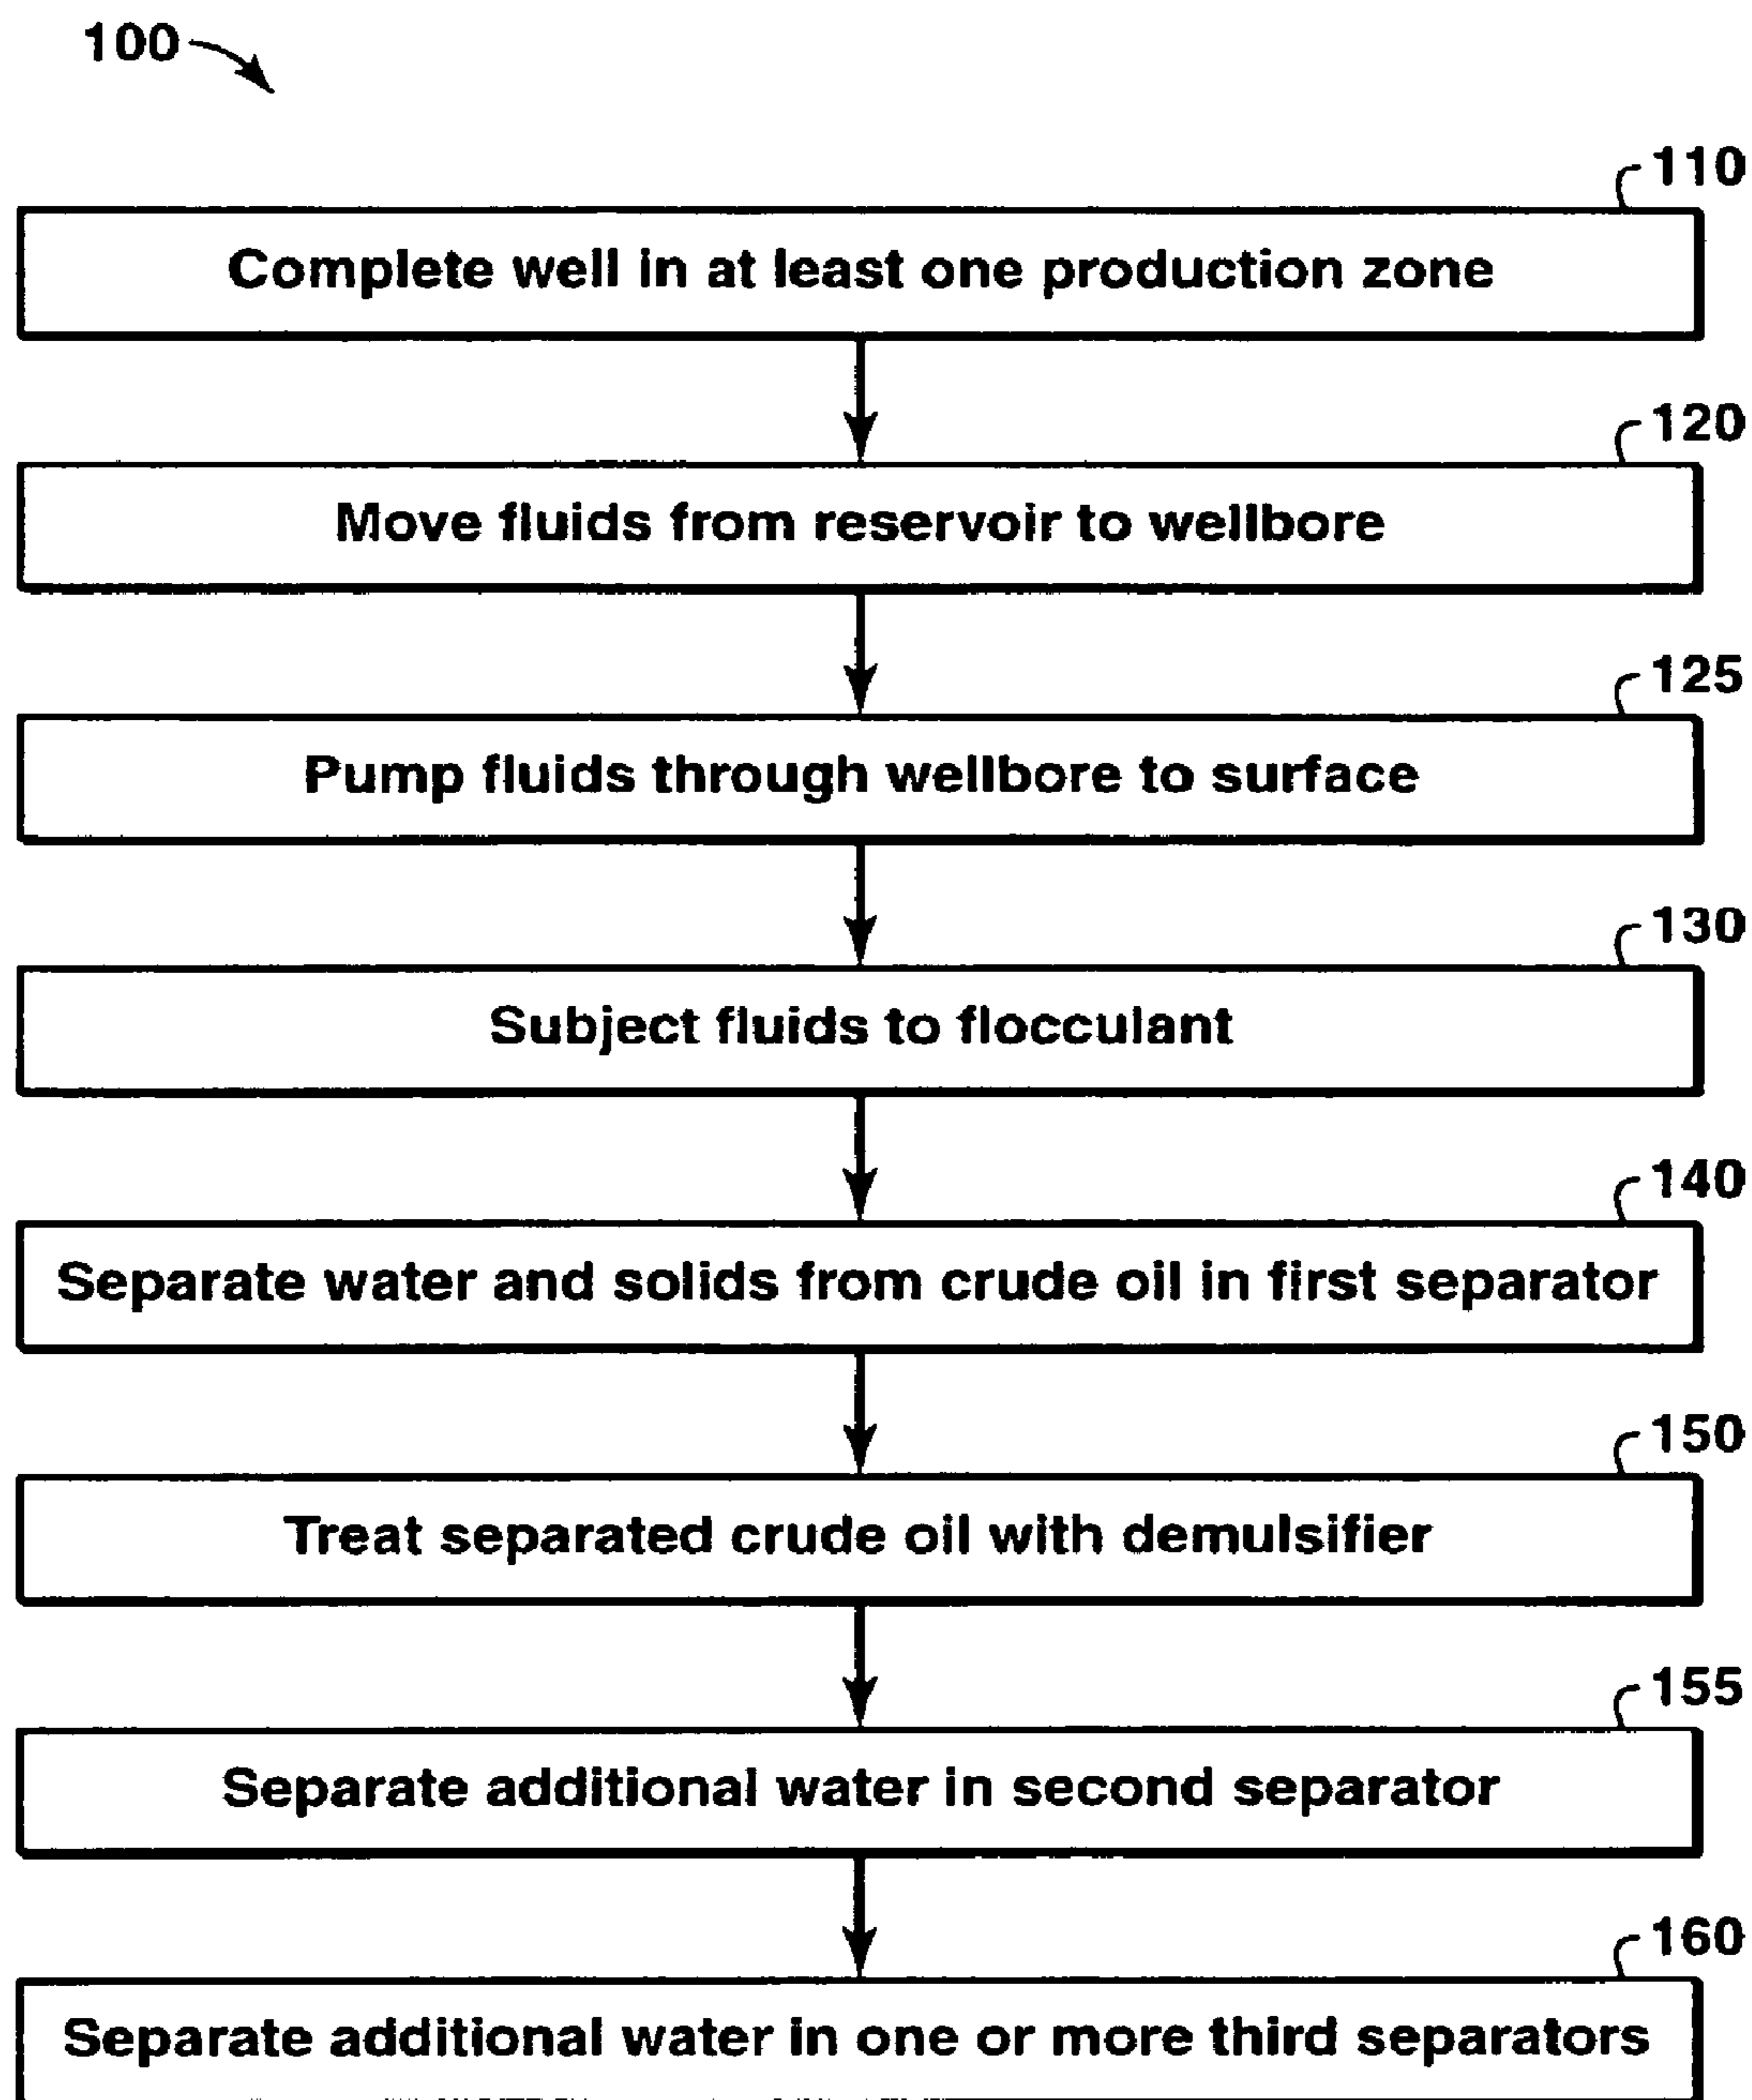 100
110
Complete well in at least one production zone
120
Move fluids from reservoir to wellbore
125
Pump fluids through wellbore to surface
130
Subject fluids to flocculant
140
Separate water and solids from crude oil in first separator
150
Treat separated crude oil with demulsifier
155
Separate additional water in second separator
160
Separate additional water in one or more third separators